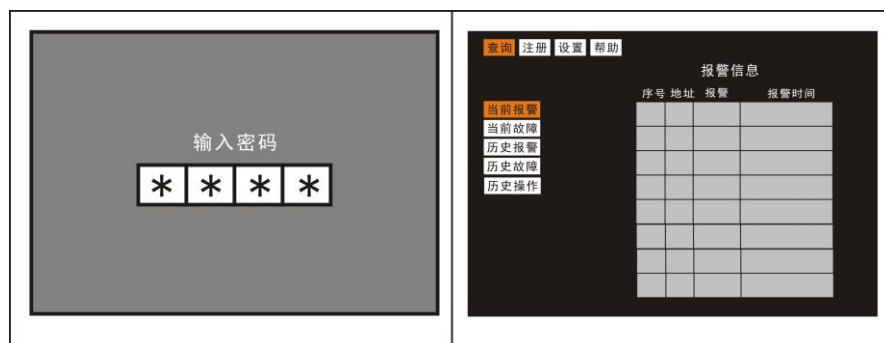 输入密码
* * * *
查询 注册 设置 帮助
报警信息
序号 地址 报警 报警时间
当前报警
当前故障
历史报警
历史故障
历史操作